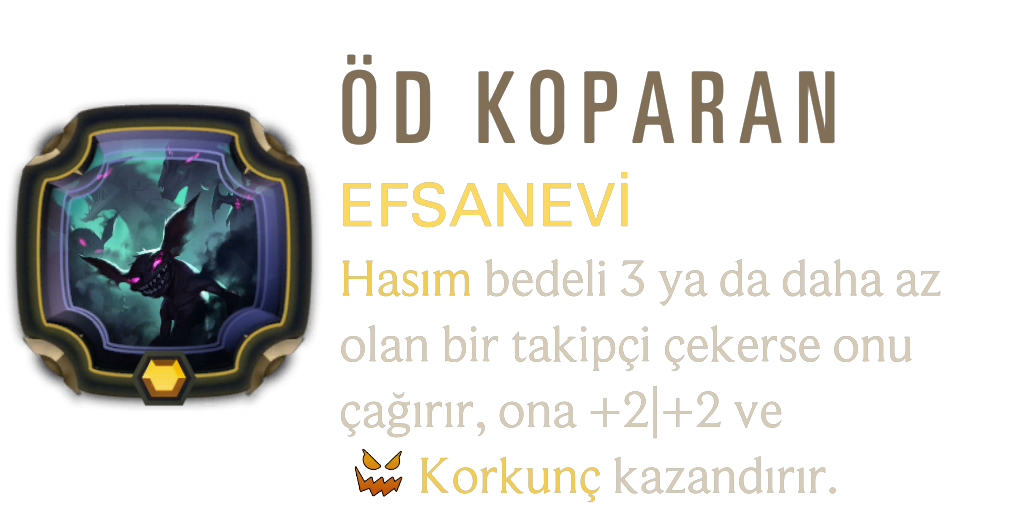 ÖD KOPARAN
EFSANEVİ
Hasım bedeli 3 ya da daha az
olan bir takipçi çekerse onu
çağırır, ona +2|+2 ve
Korkunç kazandırır.